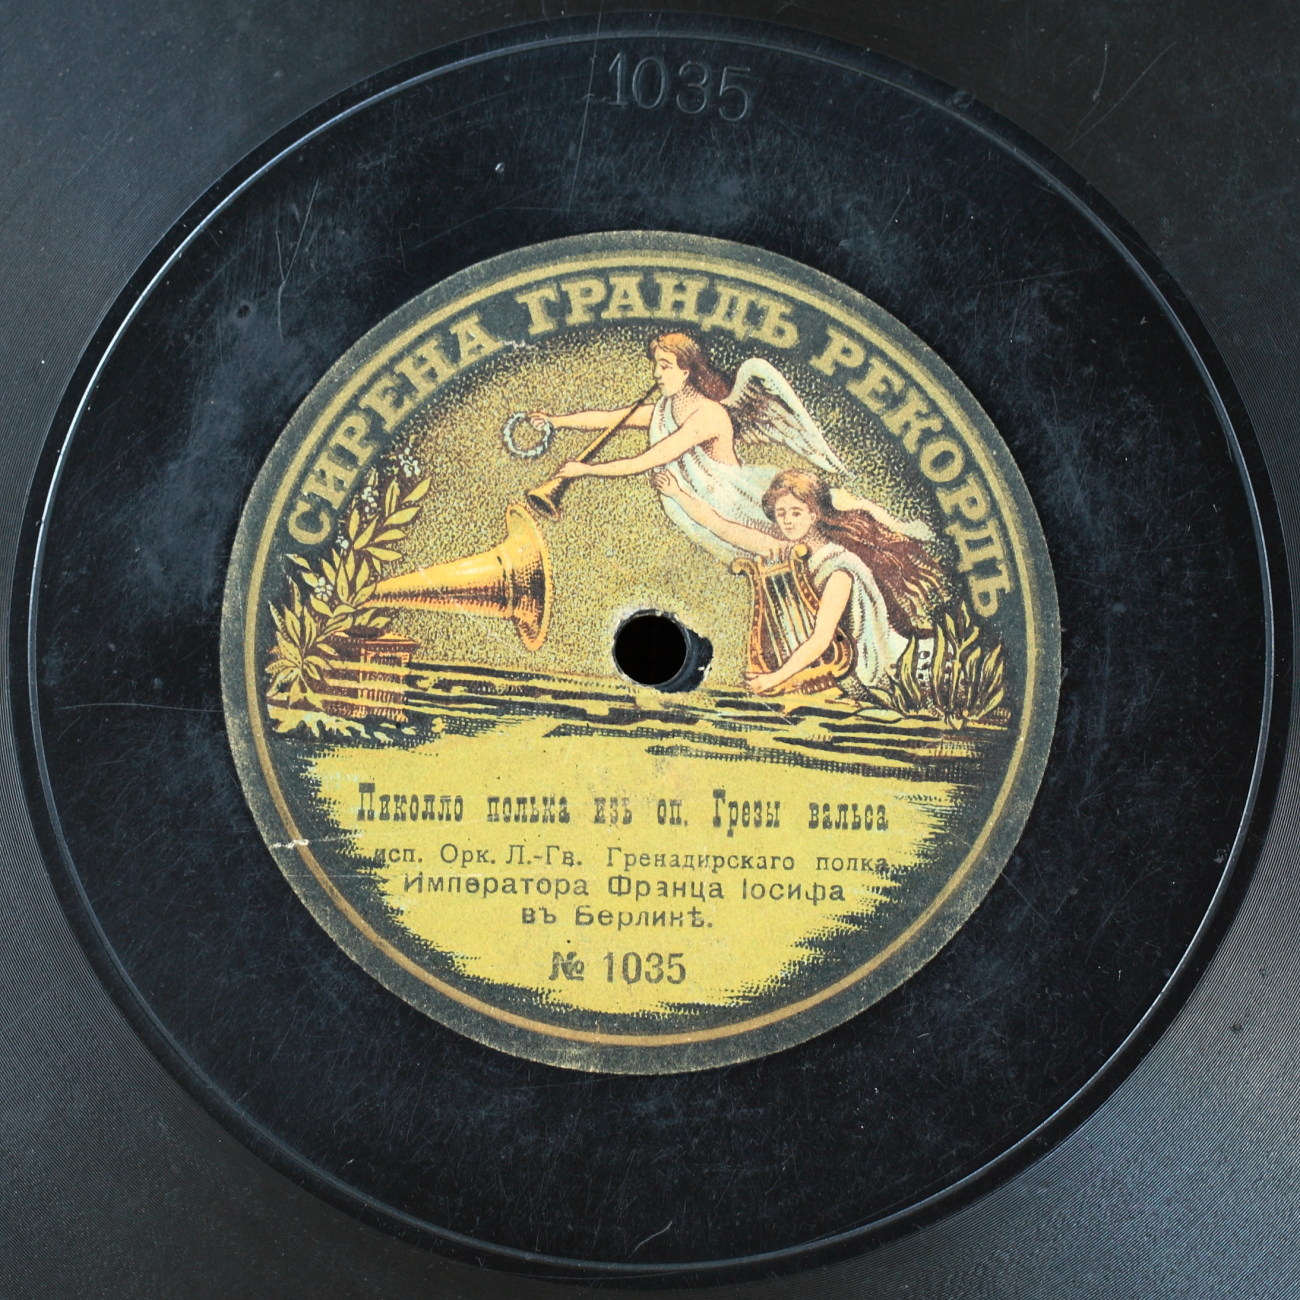 1035
СИРЕНА ГРАНДЪ РЕКОРДЪ
Пиколло полька изъ оп. Грезы вальса
исп. Орк. Л.-Гв. Гренадирскаго полка
Императора Франца Іосифа
въ Берлинѣ.
№ 1035